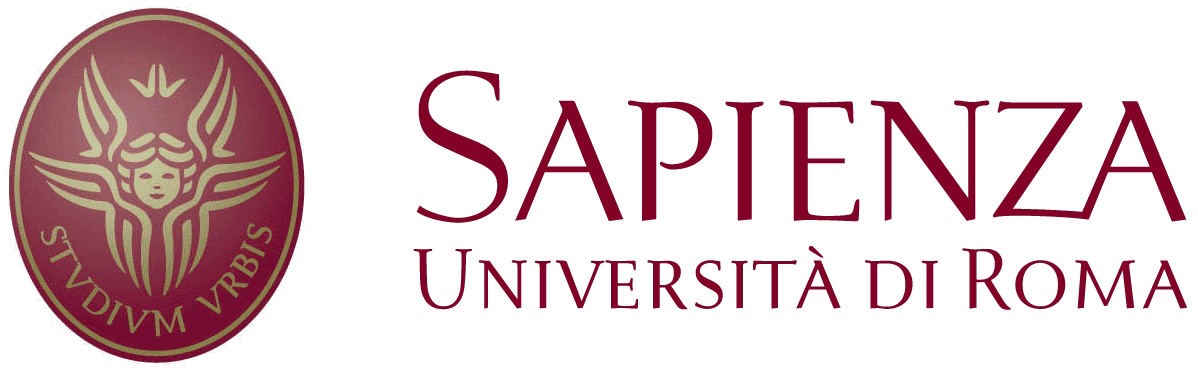 STVDIVM VRBIS
SAPIENZA
UNIVERSITÀ DI ROMA